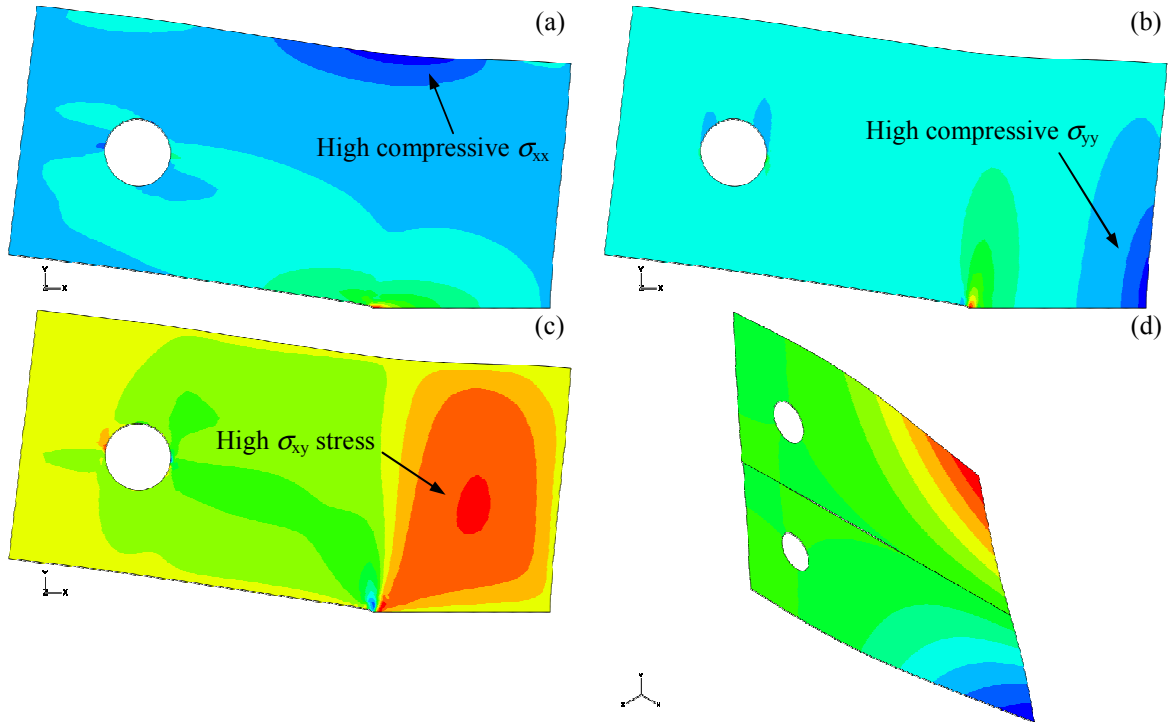 (a)
High compressive σxx
Y
Z X
(b)
High compressive σyy
Y
Z X
(c)
High σxy stress
Y
Z X
(d)
Y
Z X